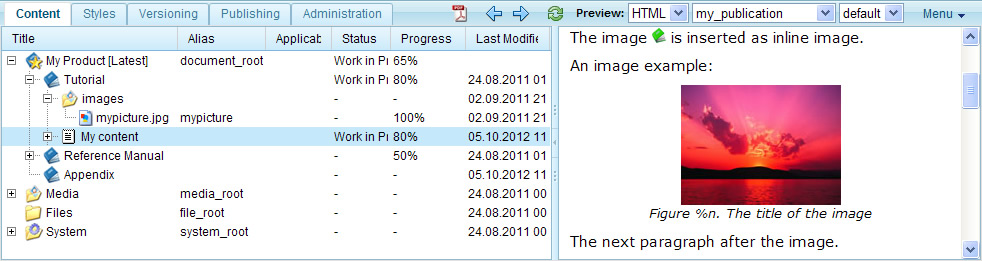 Content Styles Versioning Publishing Administration PDF Preview: HTML my_publication default Menu
Title Alias Applicab Status Progress Last Modifie
My Product [Latest] document_root Work in Pr 65%
Tutorial Work in Pr 80% 24.08.2011 01
images - - 02.09.2011 21
mypicture.jpg mypicture - 100% 02.09.2011 21
My content Work in Pr 80% 05.10.2012 11
Reference Manual - 50% 24.08.2011 01
Appendix - - 05.10.2012 11
Media media_root - - 24.08.2011 00
Files file_root - - 24.08.2011 00
System system_root - - 24.08.2011 00
The image is inserted as inline image.
An image example:
Figure %n. The title of the image
The next paragraph after the image.